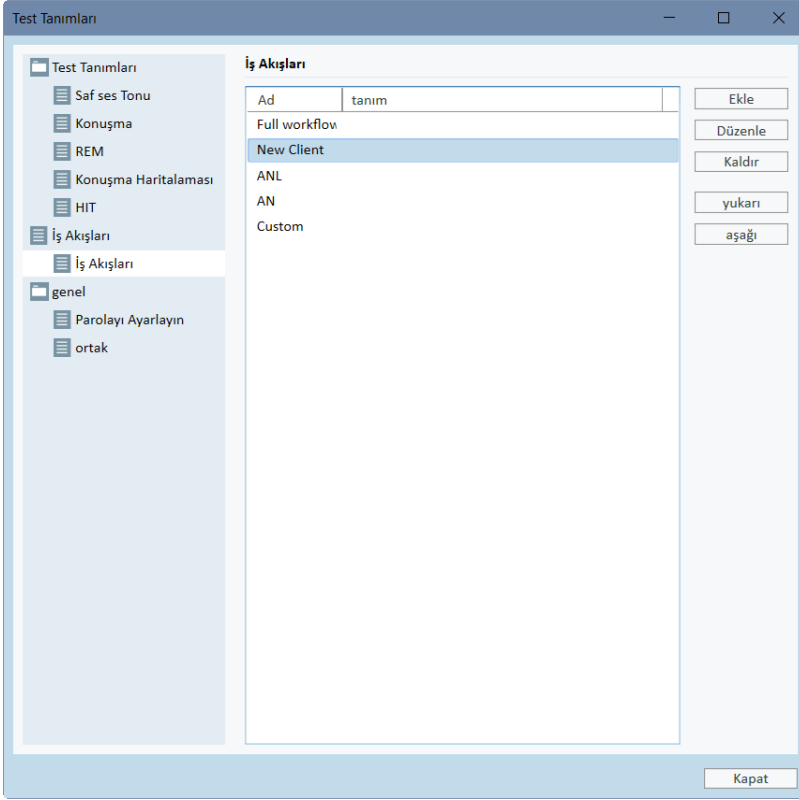 Test Tanımları
Test Tanımları
Saf ses Tonu
Konuşma
REM
Konuşma Haritalaması
HIT
İş Akışları
İş Akışları
genel
Parolayı Ayarlayın
ortak
İş Akışları
Ad tanım
Full workflow
New Client
ANL
AN
Custom
Ekle
Düzenle
Kaldır
yukarı
aşağı
Kapat